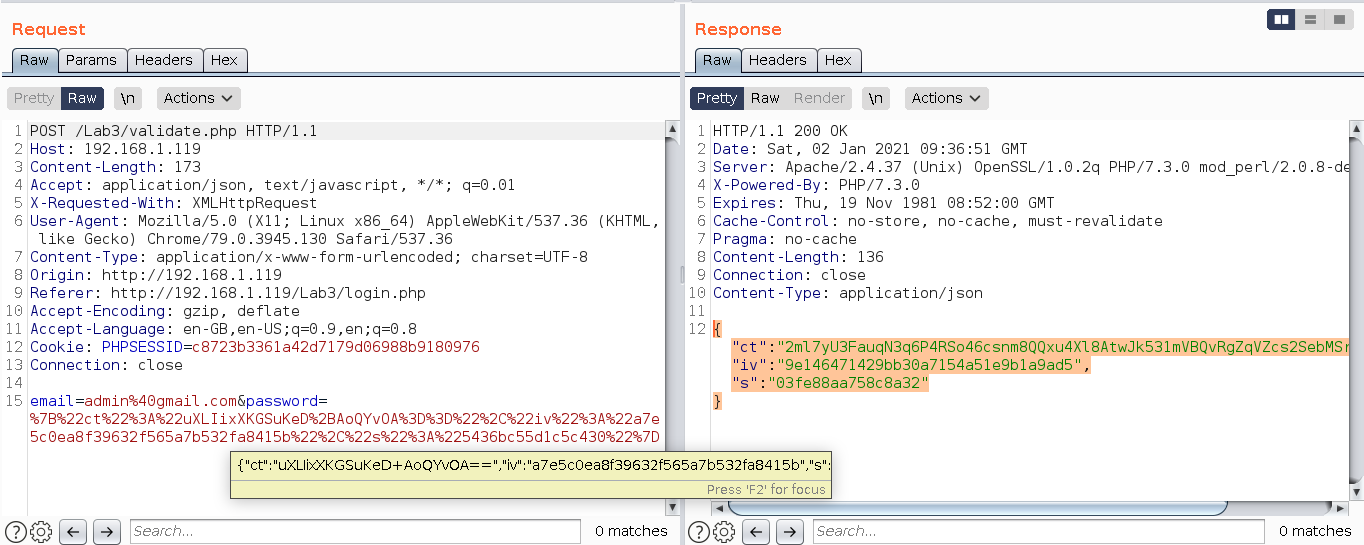 Request
Raw Params Headers Hex
Pretty Raw \n Actions
1 POST /Lab3/validate.php HTTP/1.1
2 Host: 192.168.1.119
3 Content-Length: 173
4 Accept: application/json, text/javascript, */*; q=0.01
5 X-Requested-With: XMLHttpRequest
6 User-Agent: Mozilla/5.0 (X11; Linux x86_64) AppleWebKit/537.36 (KHTML,
like Gecko) Chrome/79.0.3945.130 Safari/537.36
7 Content-Type: application/x-www-form-urlencoded; charset=UTF-8
8 Origin: http://192.168.1.119
9 Referer: http://192.168.1.119/Lab3/login.php
10 Accept-Encoding: gzip, deflate
11 Accept-Language: en-GB,en-US;q=0.9,en;q=0.8
12 Cookie: PHPSESSID=c8723b3361a42d7179d06988b9180976
13 Connection: close
14
15 email=admin%40gmail.com&password=
%7B%22ct%22%3A%22uXLIixXKGSuKeD%2BAoQYvOA%3D%3D%22%2C%22iv%22%3A%22a7e
5c0ea8f39632f565a7b532fa8415b%22%2C%22s%22%3A%225436bc55d1c5c430%22%7D
{"ct":"uXLIixXKGSuKeD+AoQYvOA==","iv":"a7e5c0ea8f39632f565a7b532fa8415b","s":
Press 'F2' for focus
Search... 0 matches
Response
Raw Headers Hex
Pretty Raw Render \n Actions
1 HTTP/1.1 200 OK
2 Date: Sat, 02 Jan 2021 09:36:51 GMT
3 Server: Apache/2.4.37 (Unix) OpenSSL/1.0.2q PHP/7.3.0 mod_perl/2.0.8-de
4 X-Powered-By: PHP/7.3.0
5 Expires: Thu, 19 Nov 1981 08:52:00 GMT
6 Cache-Control: no-store, no-cache, must-revalidate
7 Pragma: no-cache
8 Content-Length: 136
9 Connection: close
10 Content-Type: application/json
11
12 {
"ct":"2ml7yU3FauqN3q6P4RSo46csnm8QQxu4Xl8AtwJk531mVBQvRgZqVZcs2SebMSr
"iv":"9e146471429bb30a7154a51e9b1a9ad5",
"s":"03fe88aa758c8a32"
}
Search... 0 matches